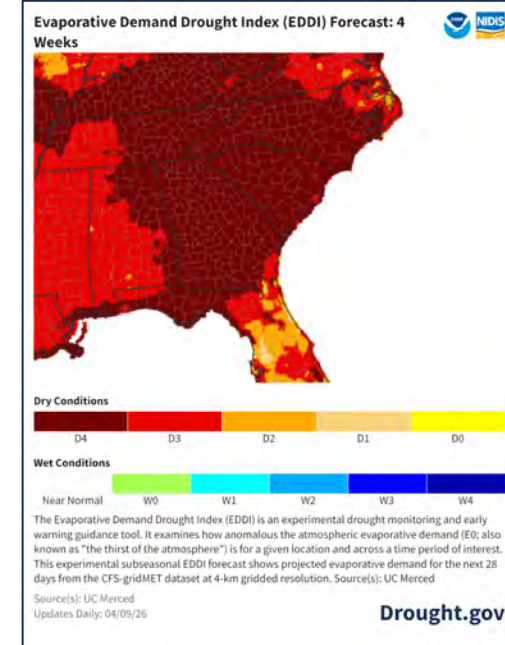 Evaporative Demand Drought Index (EDDI) Forecast: 4
Weeks
NIDIS
Dry Conditions
D4 D3 D2 D1 D0
Wet Conditions
Near Normal W0 W1 W2 W3 W4
The Evaporative Demand Drought Index (EDDI) is an experimental drought monitoring and early
warning guidance tool. It examines how anomalous the atmospheric evaporative demand (E0; also
known as "the thirst of the atmosphere") is for a given location and across a time period of interest.
This experimental subseasonal EDDI forecast shows projected evaporative demand for the next 28
days from the CFS-gridMET dataset at 4-km gridded resolution. Source(s): UC Merced
Source(s): UC Merced
Updates Daily: 04/09/26
Drought.gov